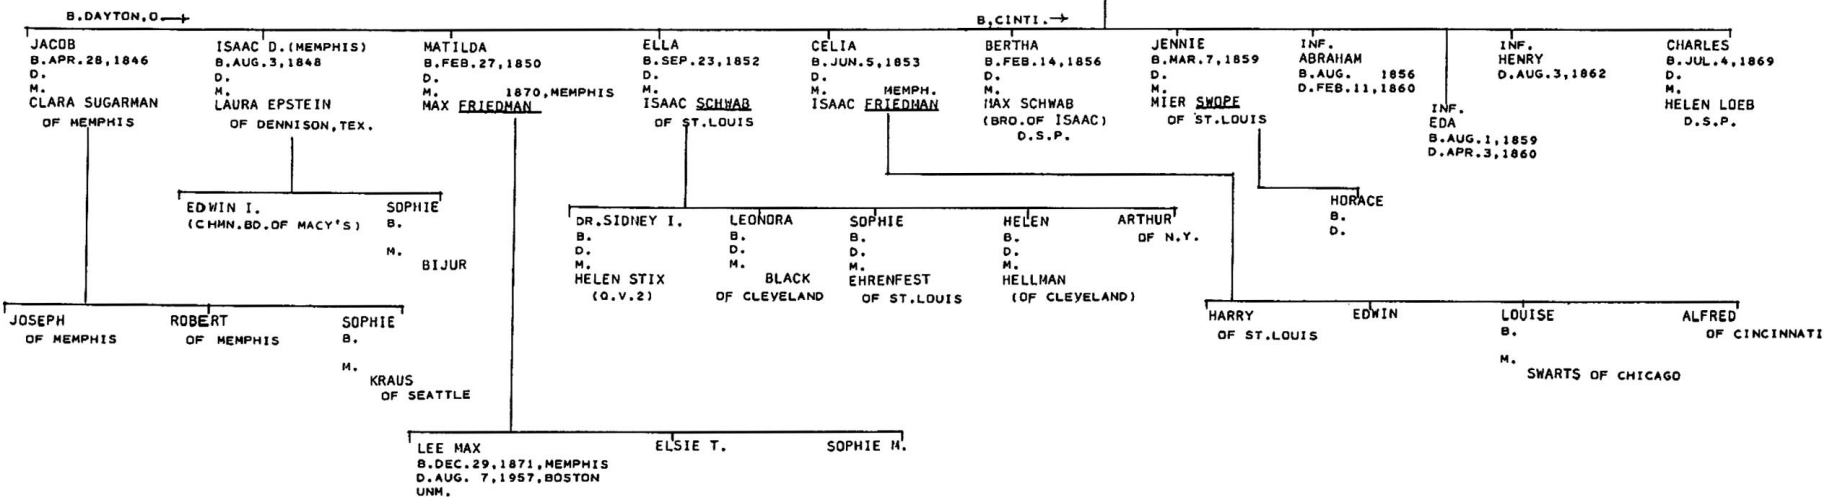 B.DAYTON,O.
B,CINTI.
JACOB
B.APR.28,1846
D.
M.
CLARA SUGARMAN
OF MEMPHIS
ISAAC D.(MEMPHIS)
B.AUG.3,1848
D.
M.
LAURA EPSTEIN
OF DENNISON,TEX.
MATILDA
B.FEB.27,1850
D.
M. 1870,MEMPHIS
MAX FRIEDMAN
ELLA
B.SEP.23,1852
D.
M.
ISAAC SCHWAB
OF ST.LOUIS
CELIA
B.JUN.5,1853
D.
M. MEMPH.
ISAAC FRIEDMAN
BERTHA
B.FEB.14,1856
D.
M.
MAX SCHWAB
(BRO.OF ISAAC)
D.S.P.
JENNIE
B.MAR.7,1859
D.
M.
MIER SWOPE
OF ST.LOUIS
INF.
ABRAHAM
B.AUG. 1856
D.FEB.11,1860
INF.
EDA
B.AUG.1,1859
D.APR.3,1860
INF.
HENRY
D.AUG.3,1862
CHARLES
B.JUL.4,1869
D.
M.
HELEN LOEB
D.S.P.
EDWIN I.
(CHMN.BD.OF MACY'S)
SOPHIE
B.
M.
BIJUR
DR.SIDNEY I.
B.
D.
M.
HELEN STIX
(Q.V.2)
LEONORA
B.
D.
M.
BLACK
OF CLEVELAND
SOPHIE
B.
D.
M.
EHRENFEST
OF ST.LOUIS
HELEN
B.
D.
M.
HELLMAN
(OF CLEVELAND)
ARTHUR
OF N.Y.
HORACE
B.
D.
JOSEPH
OF MEMPHIS
ROBERT
OF MEMPHIS
SOPHIE
B.
M.
KRAUS
OF SEATTLE
HARRY
OF ST.LOUIS
EDWIN
LOUISE
B.
M.
SWARTS OF CHICAGO
ALFRED
OF CINCINNATI
LEE MAX
B.DEC.29,1871,MEMPHIS
D.AUG. 7,1957,BOSTON
UNM.
ELSIE T.
SOPHIE M.